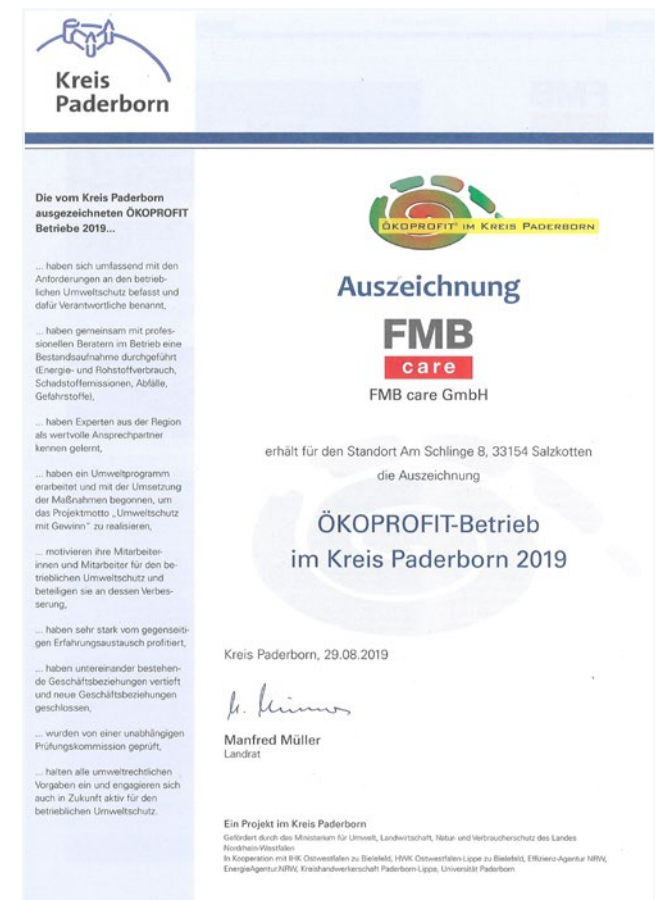 Kreis
Paderborn
Die vom Kreis Paderborn
ausgezeichneten ÖKOPROFIT
Betriebe 2019...
... haben sich umfassend mit den
Anforderungen an den betrieb-
lichen Umweltschutz befasst und
dafür Verantwortliche benannt,
... haben gemeinsam mit profes-
sionellen Beratern im Betrieb eine
Bestandsaufnahme durchgeführt
(Energie- und Rohstoffverbrauch,
Schadstoffemissionen, Abfälle,
Gefahrstoffe),
... haben Experten aus der Region
als wertvolle Ansprechpartner
kennen gelernt,
... haben ein Umweltprogramm
erarbeitet und mit der Umsetzung
der Maßnahmen begonnen, um
das Projektmotto „Umweltschutz
mit Gewinn" zu realisieren,
... motivieren ihre Mitarbeiter-
innen und Mitarbeiter für den be-
trieblichen Umweltschutz und
beteiligen sie an dessen Verbes-
serung,
... haben sehr stark vom gegenseiti-
gen Erfahrungsaustausch profitiert,
... haben untereinander bestehen-
de Geschäftsbeziehungen vertieft
und neue Geschäftsbeziehungen
geschlossen,
... wurden von einer unabhängigen
Prüfungskommission geprüft,
... halten alle umweltrechtlichen
Vorgaben ein und engagieren sich
auch in Zukunft aktiv für den
betrieblichen Umweltschutz.
ÖKOPROFIT® IM KREIS PADERBORN
Auszeichnung
FMB
care
FMB care GmbH
erhält für den Standort Am Schlinge 8, 33154 Salzkotten
die Auszeichnung
ÖKOPROFIT-Betrieb
im Kreis Paderborn 2019
Kreis Paderborn, 29.08.2019
Manfred Müller
Landrat
Ein Projekt im Kreis Paderborn
Gefördert durch das Ministerium für Umwelt, Landwirtschaft, Natur- und Verbraucherschutz des Landes
Nordrhein-Westfalen
In Kooperation mit IHK Ostwestfalen zu Bielefeld, HWK Ostwestfalen-Lippe zu Bielefeld, Effizienz-Agentur NRW,
EnergieAgentur.NRW, Kreishandwerkerschaft Paderborn-Lippe, Universität Paderborn